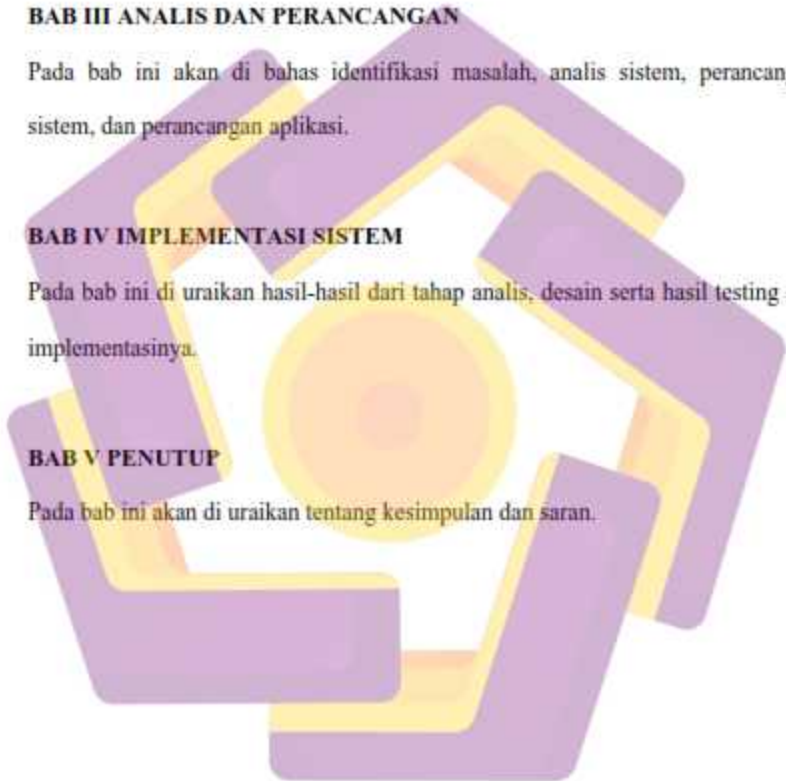 BAB III ANALIS DAN PERANCANGAN
Pada bab ini akan di bahas identifikasi masalah, analis sistem, perancang
sistem, dan perancangan aplikasi.
BAB IV IMPLEMENTASI SISTEM
Pada bab ini di uraikan hasil-hasil dari tahap analis, desain serta hasil testing
implementasinya.
BAB V PENUTUP
Pada bab ini akan di uraikan tentang kesimpulan dan saran.